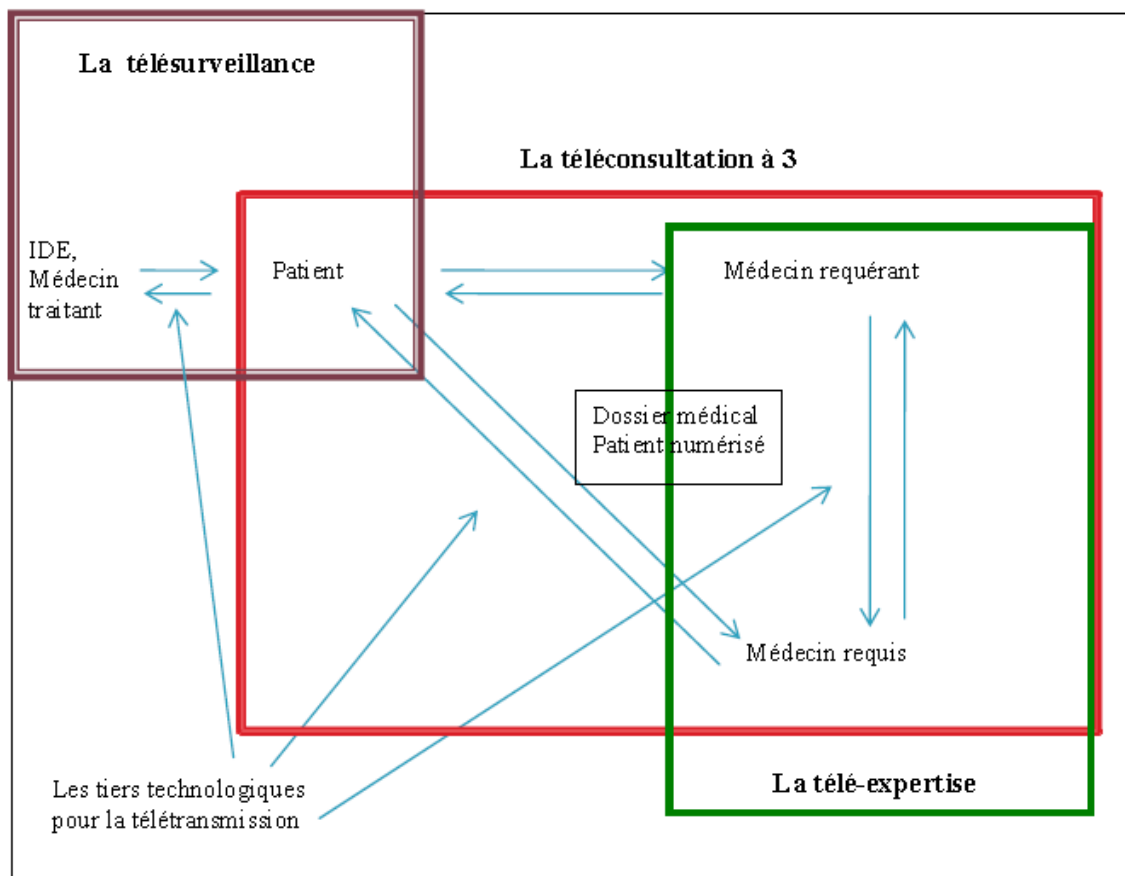 La télésurveillance
La téléconsultation à 3
IDE,
Médecin
traitant
Patient
Médecin requérant
Dossier médical
Patient numérisé
Médecin requis
Les tiers technologiques
pour la télétransmission
La télé-expertise